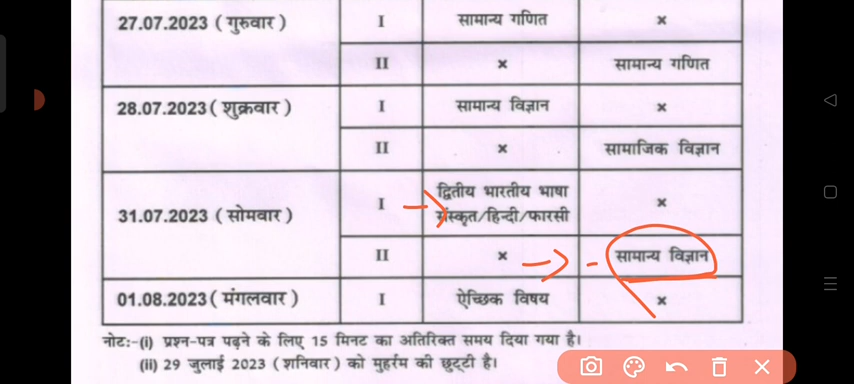 27.07.2023 ( गुरुवार ) I सामान्य गणित ×
II × सामान्य गणित
28.07.2023 ( शुक्रवार ) I सामान्य विज्ञान ×
II × सामाजिक विज्ञान
31.07.2023 ( सोमवार ) I द्वितीय भारतीय भाषा ×
संस्कृत/हिन्दी/फारसी
II × सामान्य विज्ञान
01.08.2023 ( मंगलवार ) I ऐच्छिक विषय ×
नोट:-(i) प्रश्न-पत्र पढ़ने के लिए 15 मिनट का अतिरिक्त समय दिया गया है।
(ii) 29 जुलाई 2023 ( शनिवार ) को मुहर्रम की छुट्टी है।